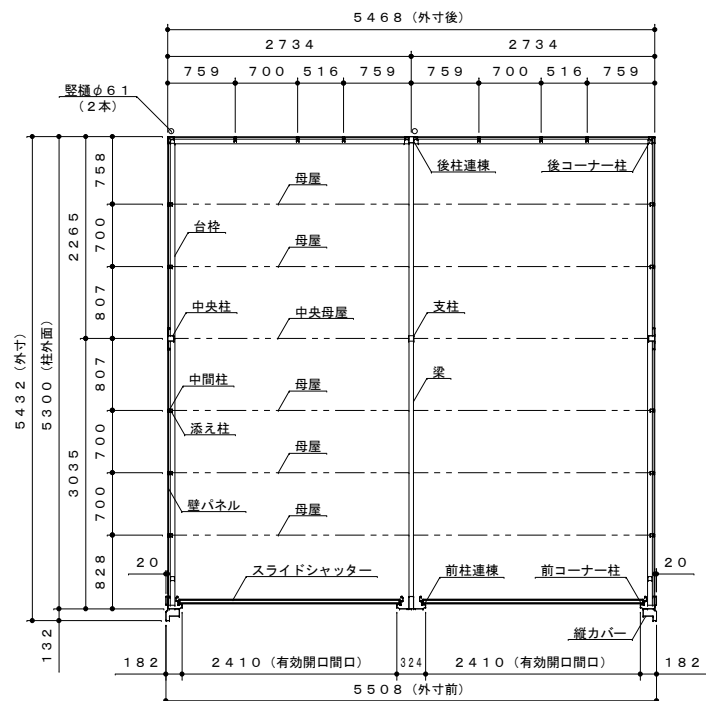 5468（外寸後）
2734 2734
759 700 516 759 759 700 516 759
竪樋φ61
（2本）
後柱連棟 後コーナー柱
758
母屋
2265
700
台枠
母屋
807
中央柱 中央母屋 支柱
5432（外寸）
5300（柱外面）
807
梁
中間柱 母屋
添え柱
700
母屋
3035
壁パネル
700
母屋
828
20 20
スライドシャッター 前柱連棟 前コーナー柱
132
縦カバー
182 2410（有効開口間口） 324 2410（有効開口間口） 182
5508（外寸前）